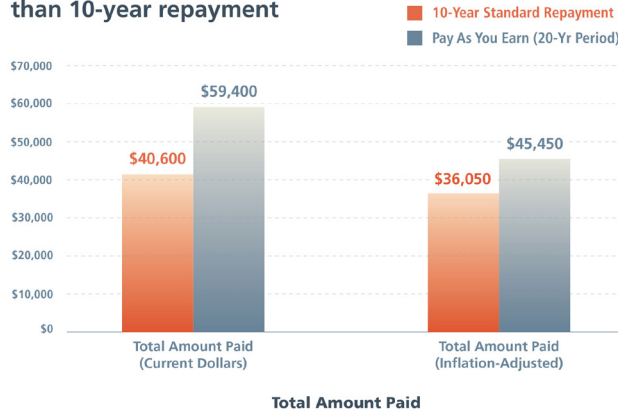 than 10-year repayment
10-Year Standard Repayment
Pay As You Earn (20-Yr Period)
$70,000
$60,000
$50,000
$40,000
$30,000
$20,000
$10,000
$0
$40,600
$59,400
$36,050
$45,450
Total Amount Paid
(Current Dollars)
Total Amount Paid
(Inflation-Adjusted)
Total Amount Paid